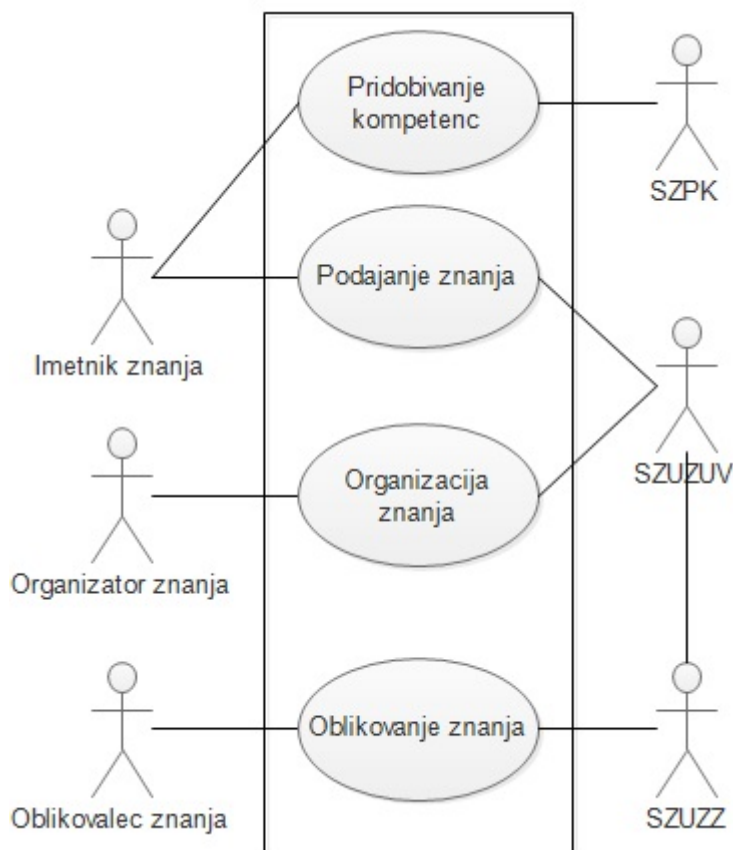 Pridobivanje
kompetenc
SZPK
Podajanje znanja
Imetnik znanja
SZUZUV
Organizacija
znanja
Organizator znanja
Oblikovanje znanja
Oblikovalec znanja
SZUZZ